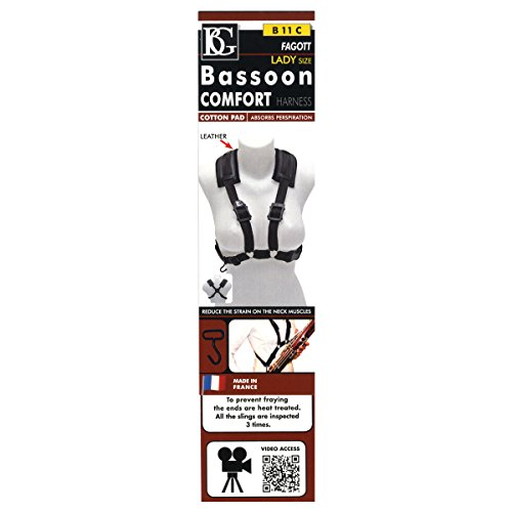 BG
B 11 C
FAGOTT
LADY SIZE
Bassoon
COMFORT HARNESS
COTTON PAD ABSORBS PERSPIRATION
LEATHER
REDUCE THE STRAIN ON THE NECK MUSCLES
MADE IN
FRANCE
To prevent fraying
the ends are heat treated.
All the slings are inspected
3 times.
VIDEO ACCESS